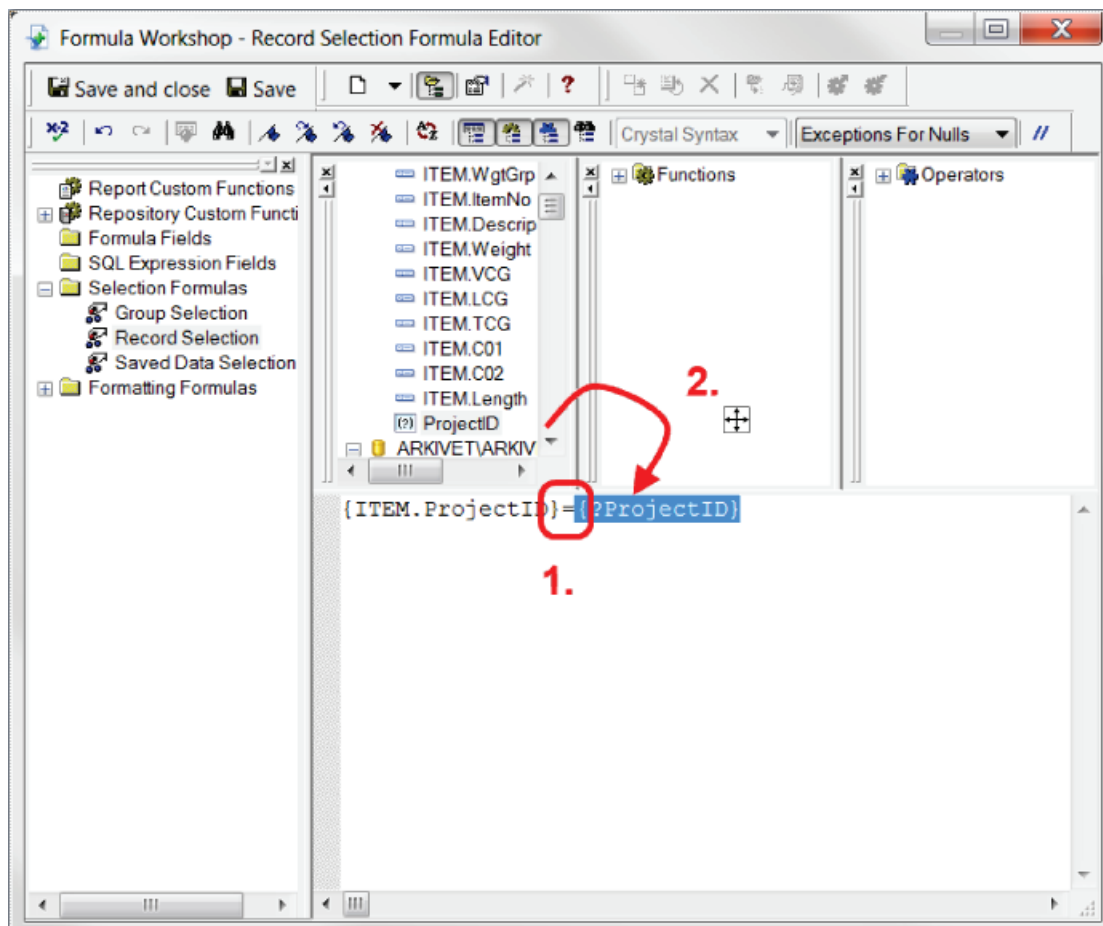 Formula Workshop - Record Selection Formula Editor
Save and close Save
Crystal Syntax Exceptions For Nulls //
Report Custom Functions
Repository Custom Functi
Formula Fields
SQL Expression Fields
Selection Formulas
Group Selection
Record Selection
Saved Data Selection
Formatting Formulas
ITEM.WgtGrp
ITEM.ItemNo
ITEM.Descrip
ITEM.Weight
ITEM.VCG
ITEM.LCG
ITEM.TCG
ITEM.C01
ITEM.C02
ITEM.Length
ProjectID
ARKIVET\ARKIV
Functions
Operators
2.
{ITEM.ProjectID}={?ProjectID}
1.